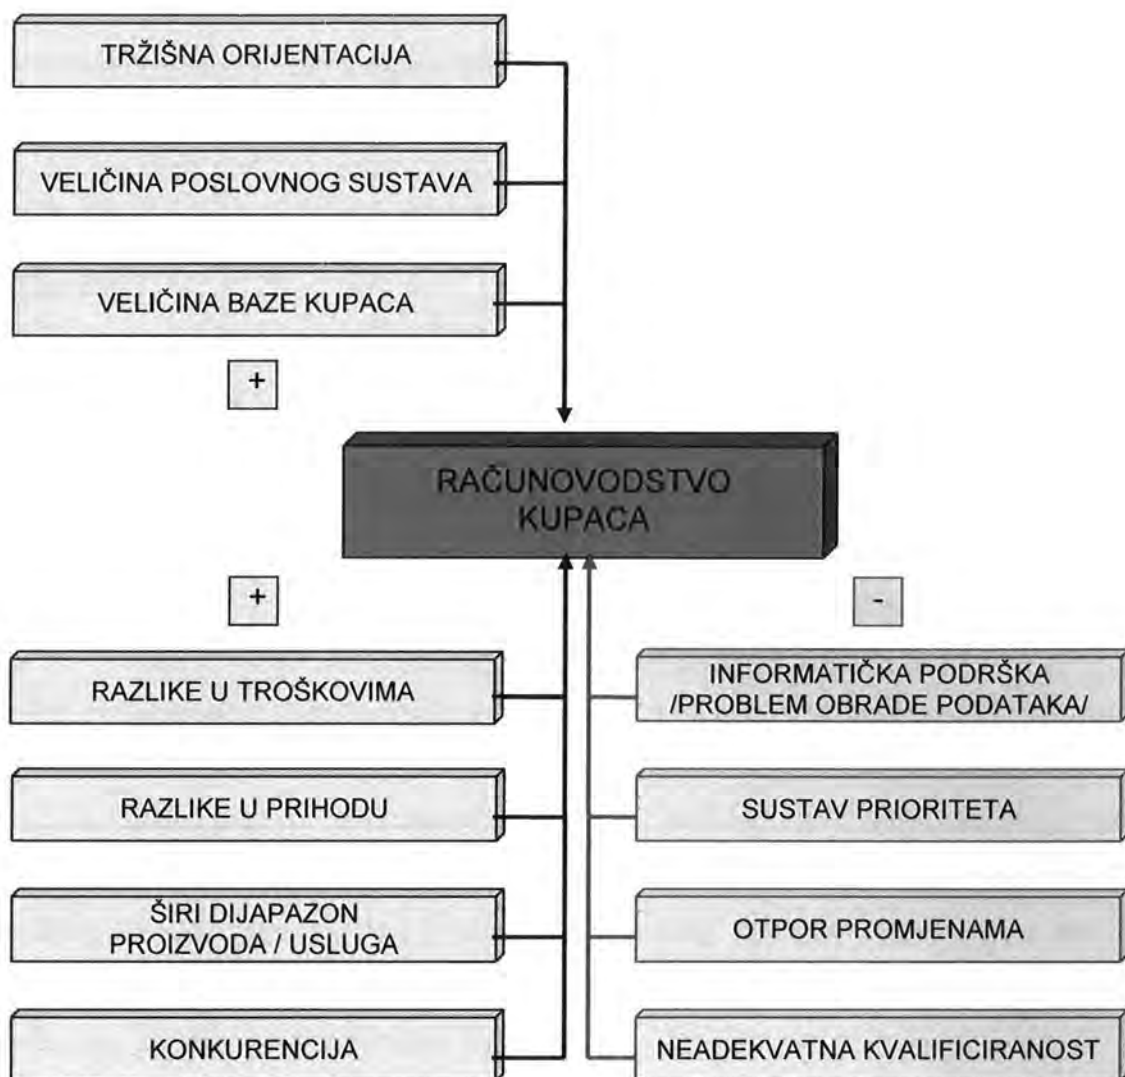 TRŽIŠNA ORIJENTACIJA
VELIČINA POSLOVNOG SUSTAVA
VELIČINA BAZE KUPACA
+
RAČUNOVODSTVO
KUPACA
+
-
RAZLIKE U TROŠKOVIMA
INFORMATIČKA PODRŠKA
/PROBLEM OBRADE PODATAKA/
RAZLIKE U PRIHODU
SUSTAV PRIORITETA
ŠIRI DIJAPAZON
PROIZVODA / USLUGA
OTPOR PROMJENAMA
KONKURENCIJA
NEADEKVATNA KVALIFICIRANOST